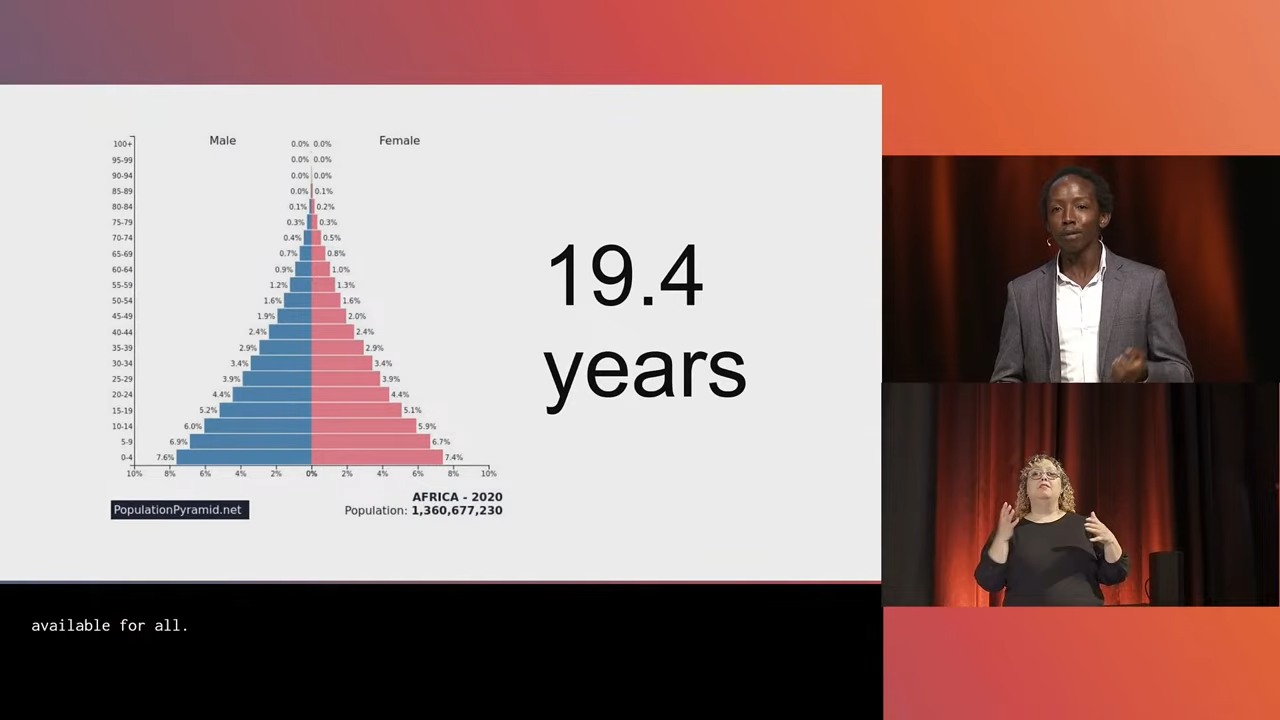 Male Female
100+ 0.0% 0.0%
95-99 0.0% 0.0%
90-94 0.0% 0.0%
85-89 0.0% 0.1%
80-84 0.1% 0.2%
75-79 0.3% 0.3%
70-74 0.4% 0.5%
65-69 0.7% 0.8%
60-64 0.9% 1.0%
55-59 1.2% 1.3%
50-54 1.6% 1.6%
45-49 1.9% 2.0%
40-44 2.4% 2.4%
35-39 2.9% 2.9%
30-34 3.4% 3.4%
25-29 3.9% 3.9%
20-24 4.4% 4.4%
15-19 5.2% 5.1%
10-14 6.0% 5.9%
5-9 6.9% 6.7%
0-4 7.6% 7.4%
10% 8% 6% 4% 2% 0% 2% 4% 6% 8% 10%
PopulationPyramid.net
AFRICA - 2020
Population: 1,360,677,230
19.4
years
available for all.